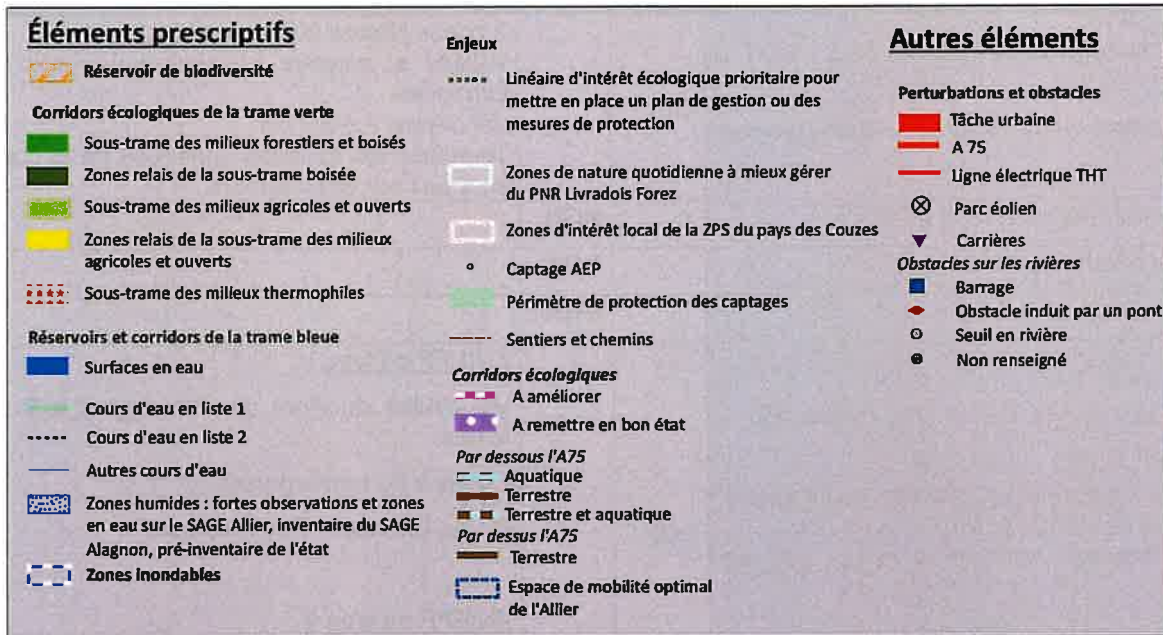 Éléments prescriptifs
Réservoir de biodiversité
Corridors écologiques de la trame verte
Sous-trame des milieux forestiers et boisés
Zones relais de la sous-trame boisée
Sous-trame des milieux agricoles et ouverts
Zones relais de la sous-trame des milieux
agricoles et ouverts
Sous-trame des milieux thermophiles
Réservoirs et corridors de la trame bleue
Surfaces en eau
Cours d'eau en liste 1
Cours d'eau en liste 2
Autres cours d'eau
Zones humides : fortes observations et zones
en eau sur le SAGE Allier, inventaire du SAGE
Alagnon, pré-inventaire de l'état
Zones inondables
Enjeux
Linéaire d'intérêt écologique prioritaire pour
mettre en place un plan de gestion ou des
mesures de protection
Zones de nature quotidienne à mieux gérer
du PNR Livradois Forez
Zones d'intérêt local de la ZPS du pays des Couzes
Captage AEP
Périmètre de protection des captages
Sentiers et chemins
Corridors écologiques
A améliorer
A remettre en bon état
Par dessous l'A75
Aquatique
Terrestre
Terrestre et aquatique
Par dessus l'A75
Terrestre
Espace de mobilité optimal
de l'Allier
Autres éléments
Perturbations et obstacles
Tâche urbaine
A 75
Ligne électrique THT
Parc éolien
Carrières
Obstacles sur les rivières
Barrage
Obstacle induit par un pont
Seuil en rivière
Non renseigné